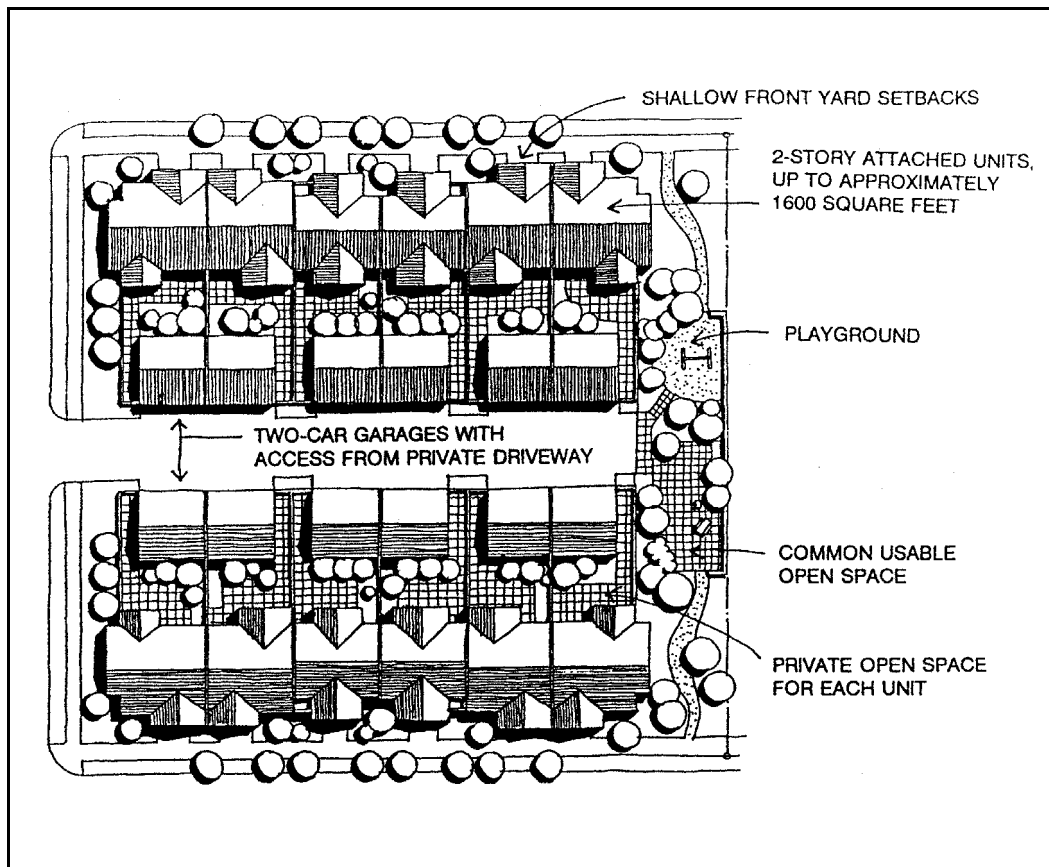 SHALLOW FRONT YARD SETBACKS
2-STORY ATTACHED UNITS,
UP TO APPROXIMATELY
1600 SQUARE FEET
PLAYGROUND
TWO-CAR GARAGES WITH
ACCESS FROM PRIVATE DRIVEWAY
COMMON USABLE
OPEN SPACE
PRIVATE OPEN SPACE
FOR EACH UNIT